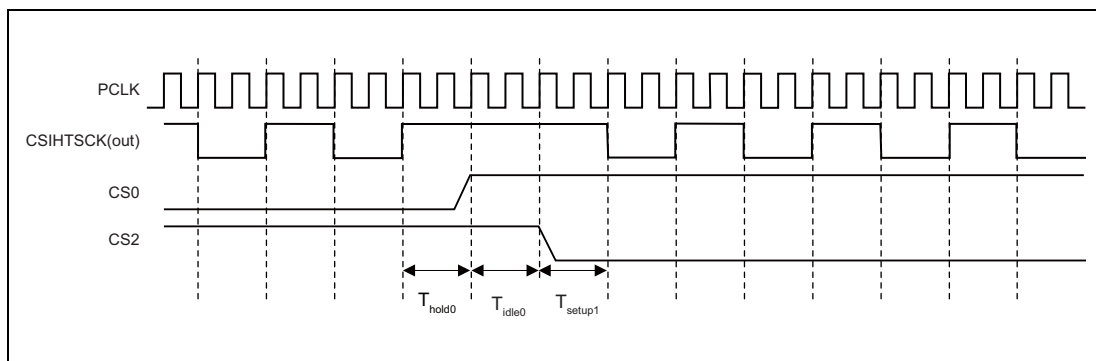 PCLK
CSIHTSCK(out)
CS0
CS2
Thold0 Tidle0 Tsetup1